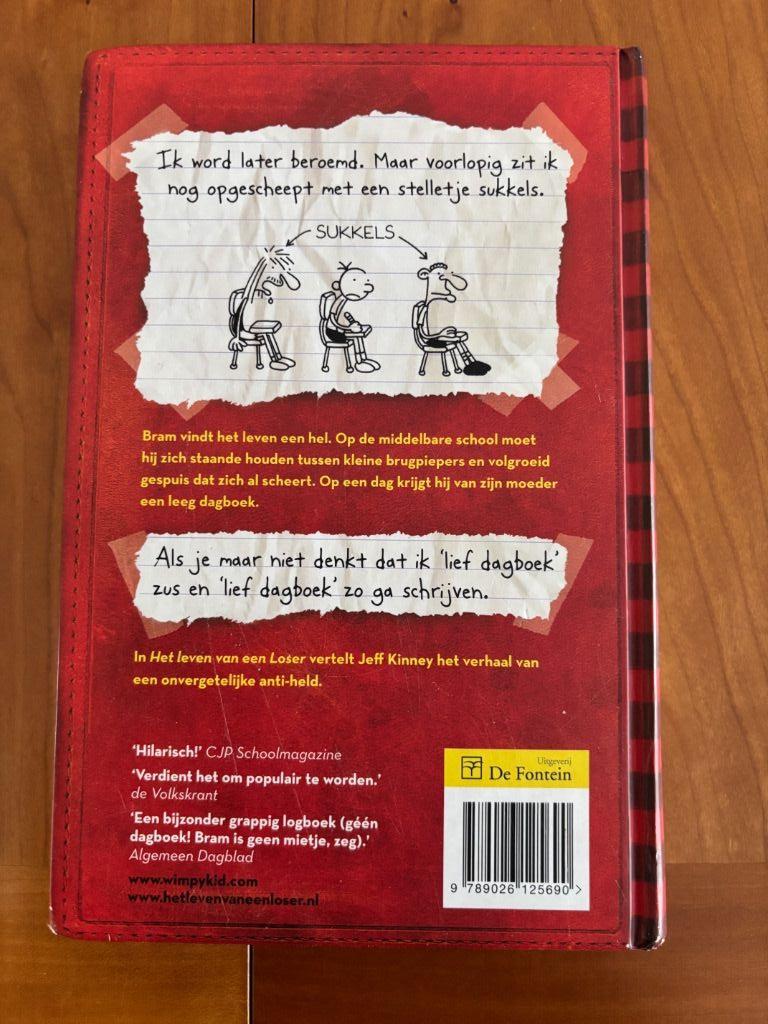 Ik word later beroemd. Maar voorlopig zit ik
nog opgescheept met een stelletje sukkels.
SUKKELS
Bram vindt het leven een hel. Op de middelbare school moet
hij zich staande houden tussen kleine brugpiepers en volgroeid
gespuis dat zich al scheert. Op een dag krijgt hij van zijn moeder
een leeg dagboek.
Als je maar niet denkt dat ik 'lief dagboek'
zus en 'lief dagboek' zo ga schrijven.
In Het leven van een Loser vertelt Jeff Kinney het verhaal van
een onvergetelijke anti-held.
'Hilarisch!' CJP Schoolmagazine
'Verdient het om populair te worden.'
de Volkskrant
'Een bijzonder grappig logboek (géén
dagboek! Bram is geen mietje, zeg).'
Algemeen Dagblad
www.wimpykid.com
www.hetlevenvaneenloser.nl
Uitgeverij
De Fontein
9 789026 125690 >